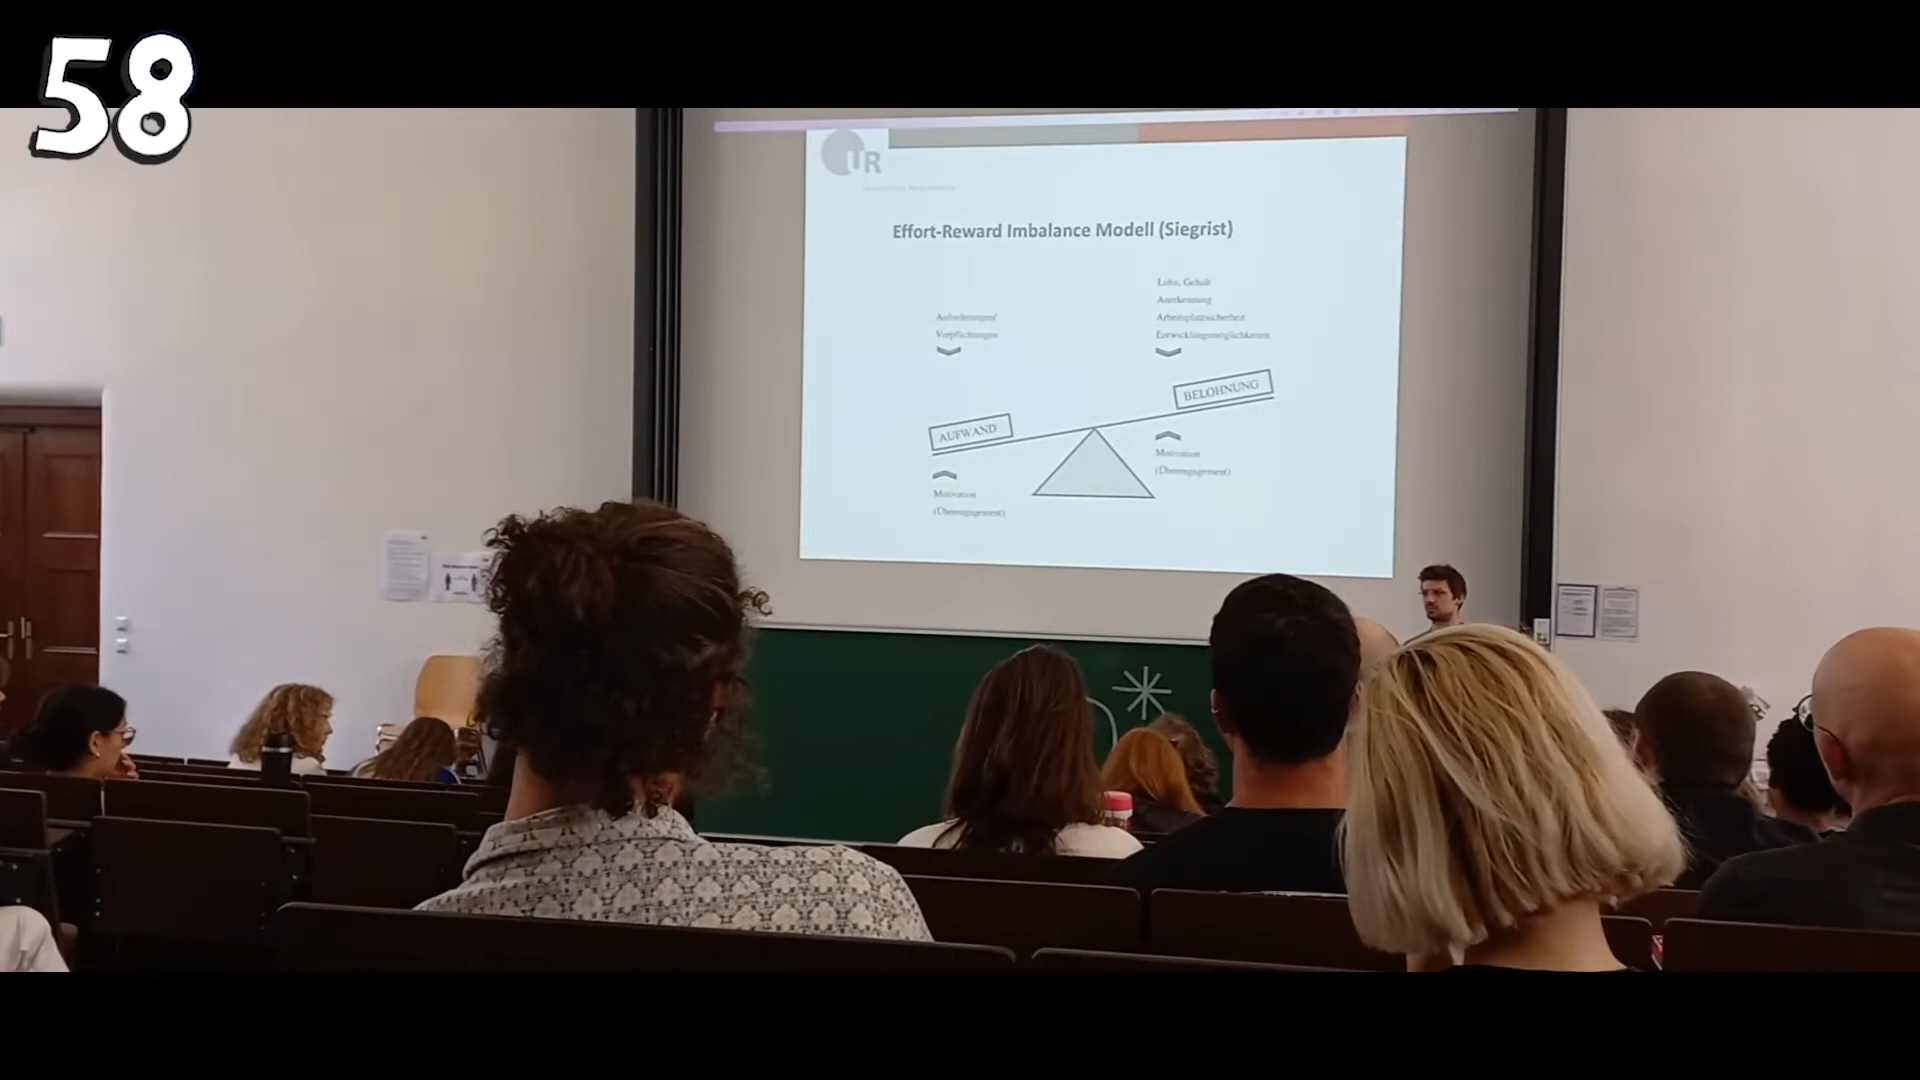 58
UR
Effort-Reward Imbalance Modell (Siegrist)
Lohn, Gehalt
Anerkennung
Arbeitsplatzsicherheit
Entwicklungsmöglichkeiten
Anforderungen/
Verpflichtungen
BELOHNUNG
AUFWAND
Motivation
(Überengagement)
Motivation
(Überengagement)